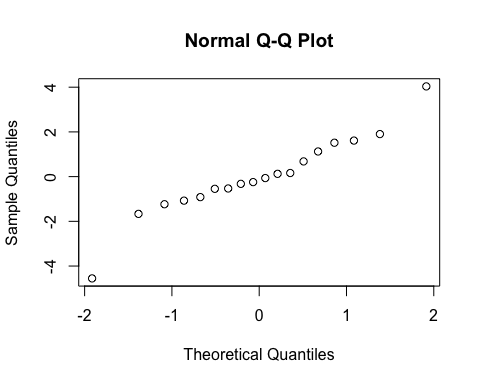 Normal Q-Q Plot
Sample Quantiles
4
2
0
-2
-4
-2 -1 0 1 2
Theoretical Quantiles